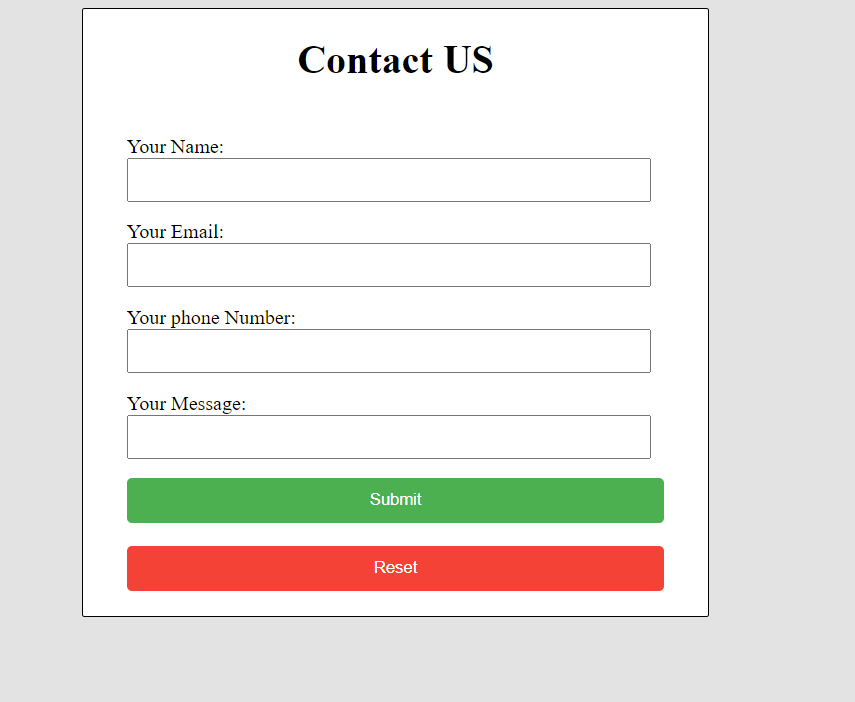 Contact US
Your Name:
Your Email:
Your phone Number:
Your Message:
Submit
Reset